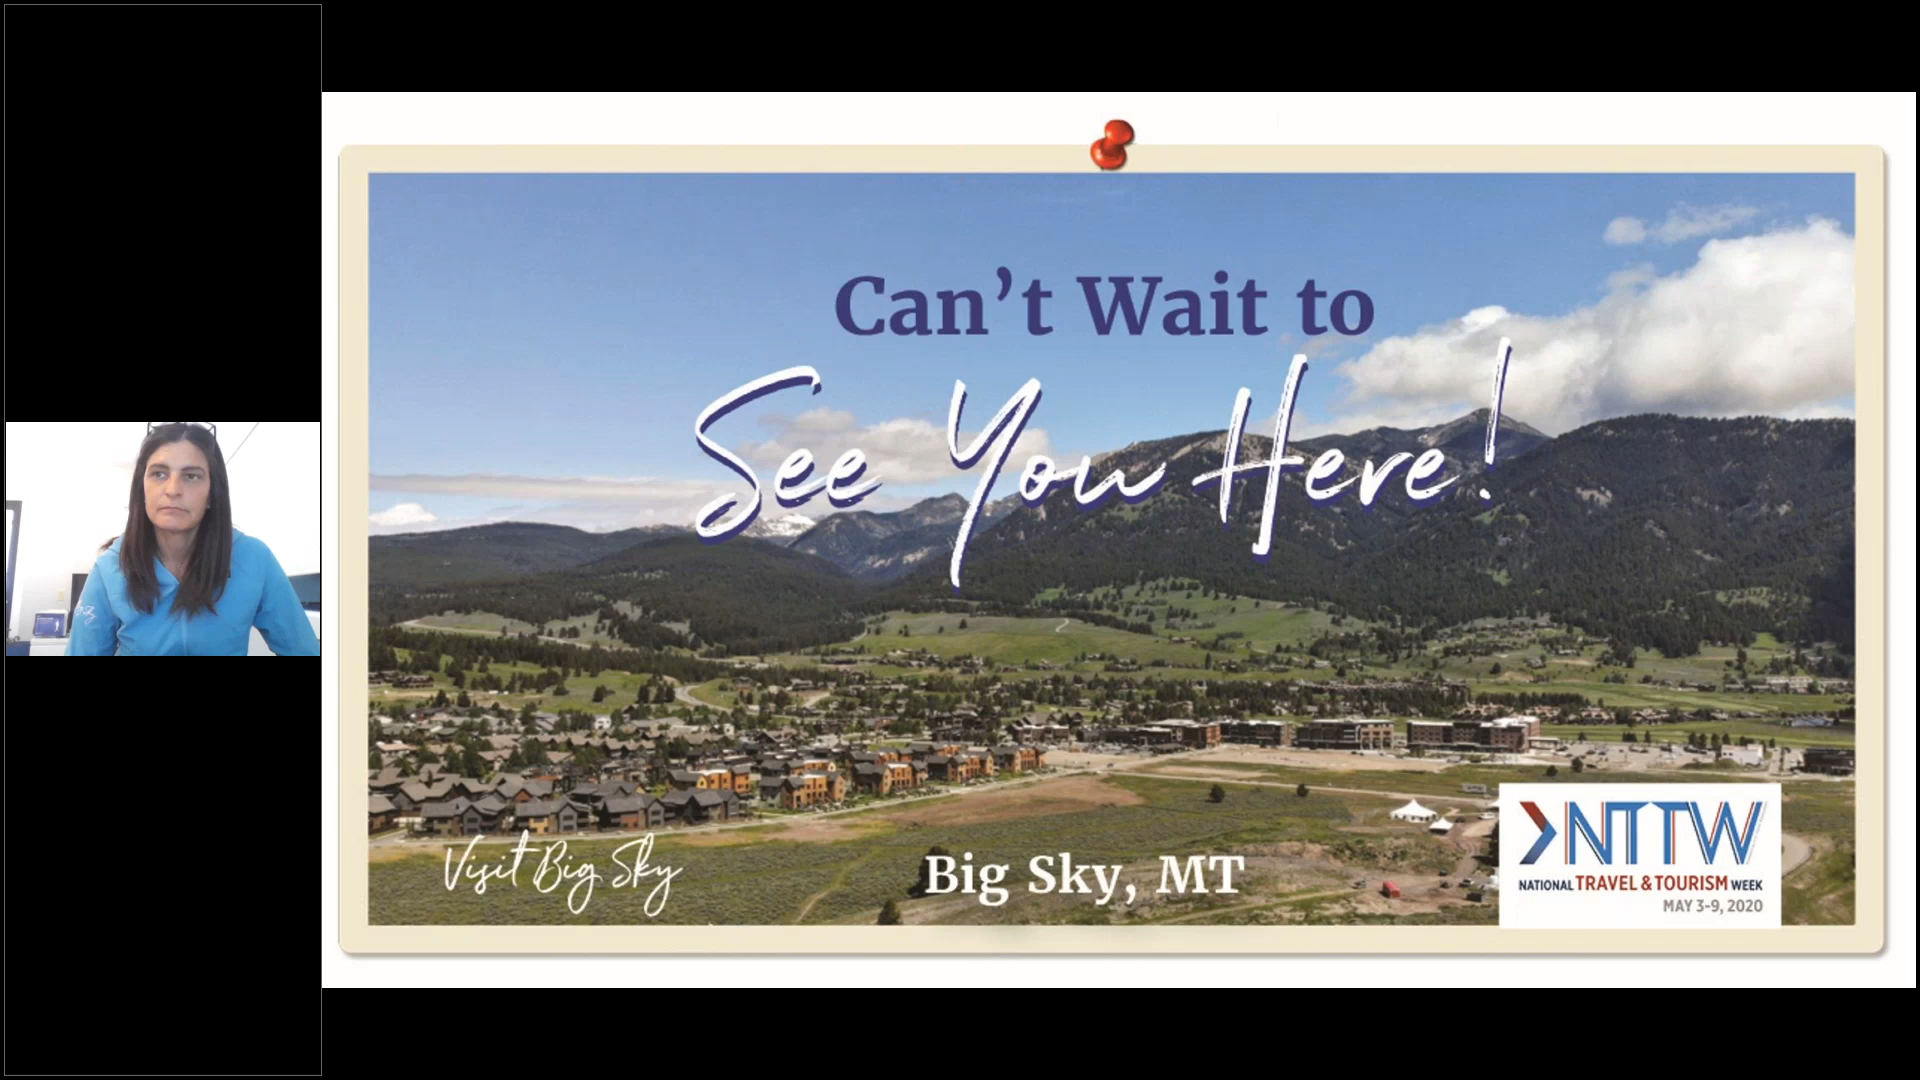 Can’t Wait to
See You Here!
Visit Big Sky
Big Sky, MT
NTTW
NATIONAL TRAVEL & TOURISM WEEK
MAY 3-9, 2020